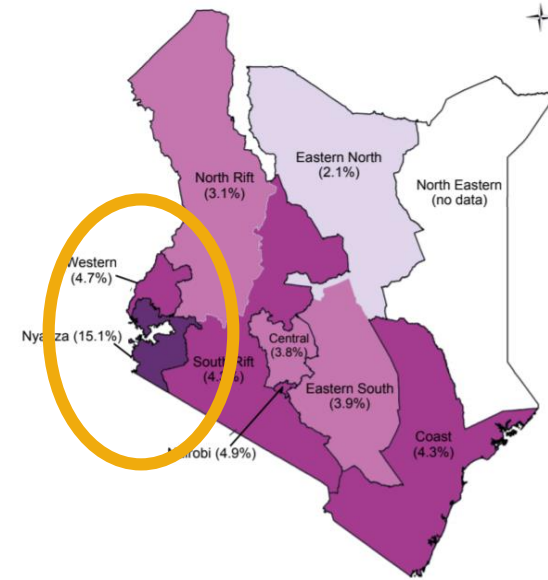 Eastern North
(2.1%)
North Rift
(3.1%)
North Eastern
(no data)
Western
(4.7%)
Nyanza (15.1%)
Central
(3.8%)
South Rift
Eastern South
(3.9%)
Coast
(4.3%)
Nairobi (4.9%)